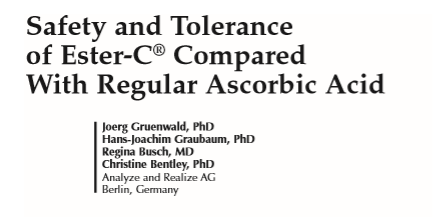 Safety and Tolerance
of Ester-C® Compared
With Regular Ascorbic Acid
Joerg Gruenwald, PhD
Hans-Joachim Graubaum, PhD
Regina Busch, MD
Christine Bentley, PhD
Analyze and Realize AG
Berlin, Germany